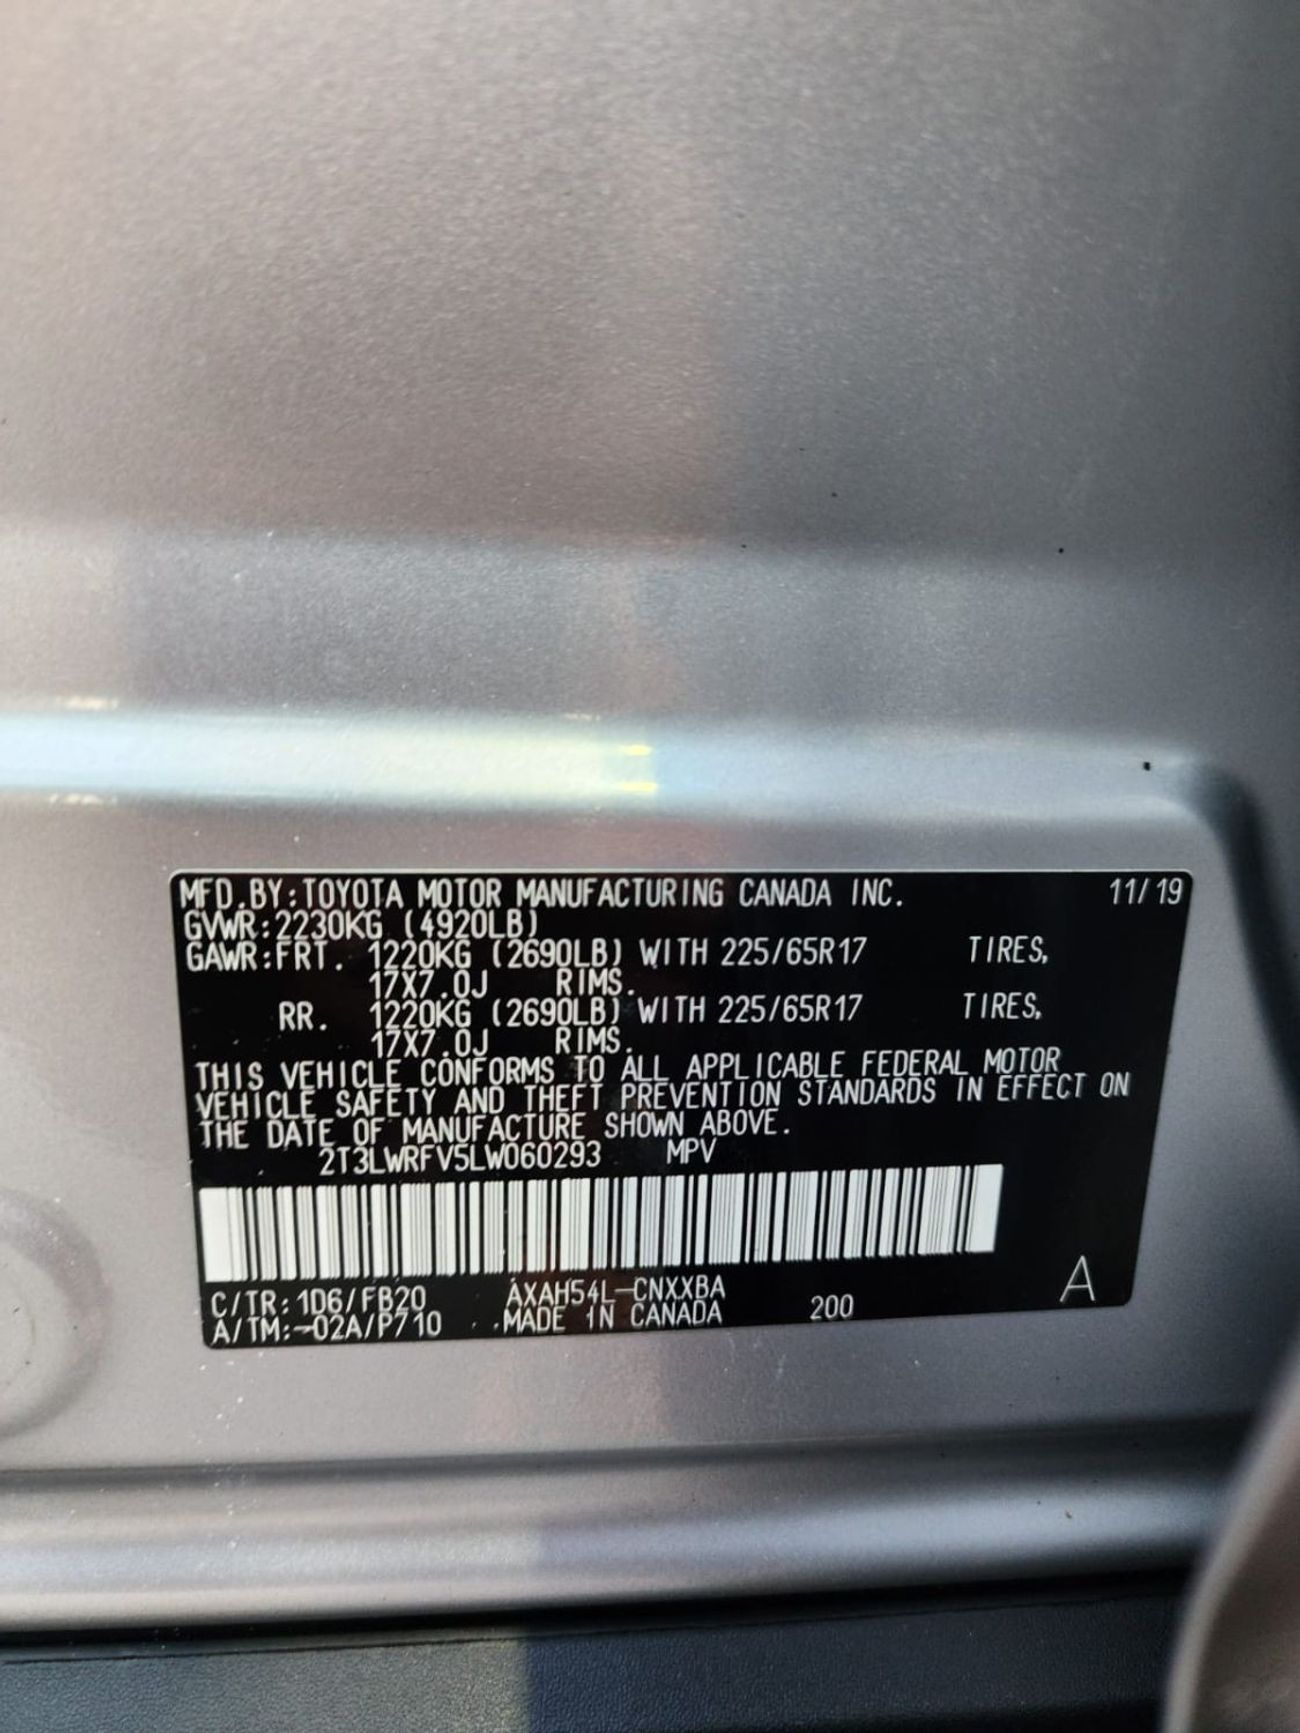 MFD.BY:TOYOTA MOTOR MANUFACTURING CANADA INC. 11/19
GVWR:2230KG (4920LB)
GAWR:FRT. 1220KG (2690LB) WITH 225/65R17 TIRES,
17X7.0J RIMS.
RR. 1220KG (2690LB) WITH 225/65R17 TIRES,
17X7.0J RIMS.
THIS VEHICLE CONFORMS TO ALL APPLICABLE FEDERAL MOTOR
VEHICLE SAFETY AND THEFT PREVENTION STANDARDS IN EFFECT ON
THE DATE OF MANUFACTURE SHOWN ABOVE.
2T3LWRFV5LW060293 MPV
C/TR:1D6/FB20 AXAH54L-CNXXBA 200 A
A/TM:-02A/P710 MADE IN CANADA